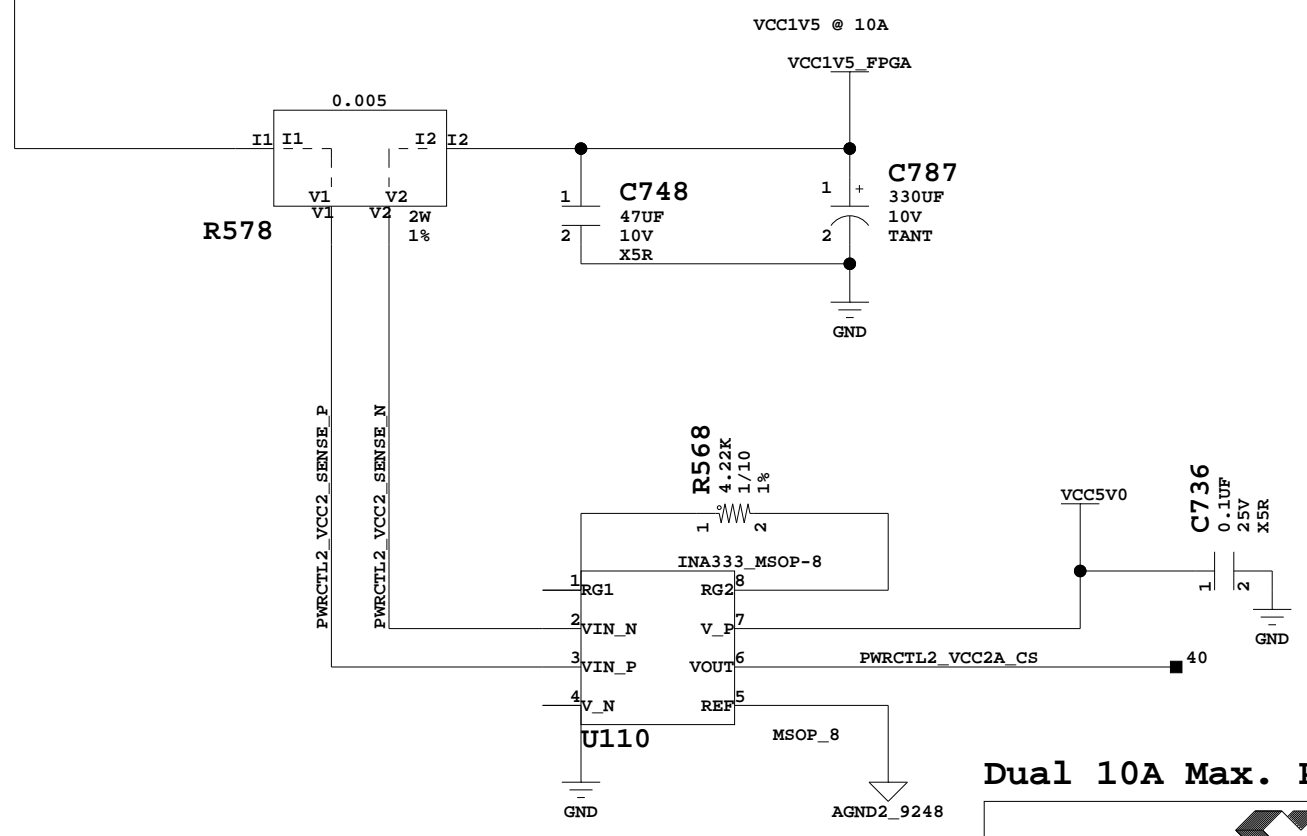 VCC1V5 @ 10A
VCC1V5_FPGA
0.005
I1 I1 I2 I2
V1 V2
V1 V2
2W
1%
R578
1
2
C748
47UF
10V
X5R
1 +
2
C787
330UF
10V
TANT
GND
PWRCTL2_VCC2_SENSE_P
PWRCTL2_VCC2_SENSE_N
R568
4.22K
1/10
1%
1 2
VCC5V0
C736
0.1UF
25V
X5R
1 2
GND
INA333_MSOP-8
1 RG1 RG2 8
2 VIN_N V_P 7
3 VIN_P VOUT 6
4 V_N REF 5
PWRCTL2_VCC2A_CS 40
U110
MSOP_8
GND
AGND2_9248
Dual 10A Max.